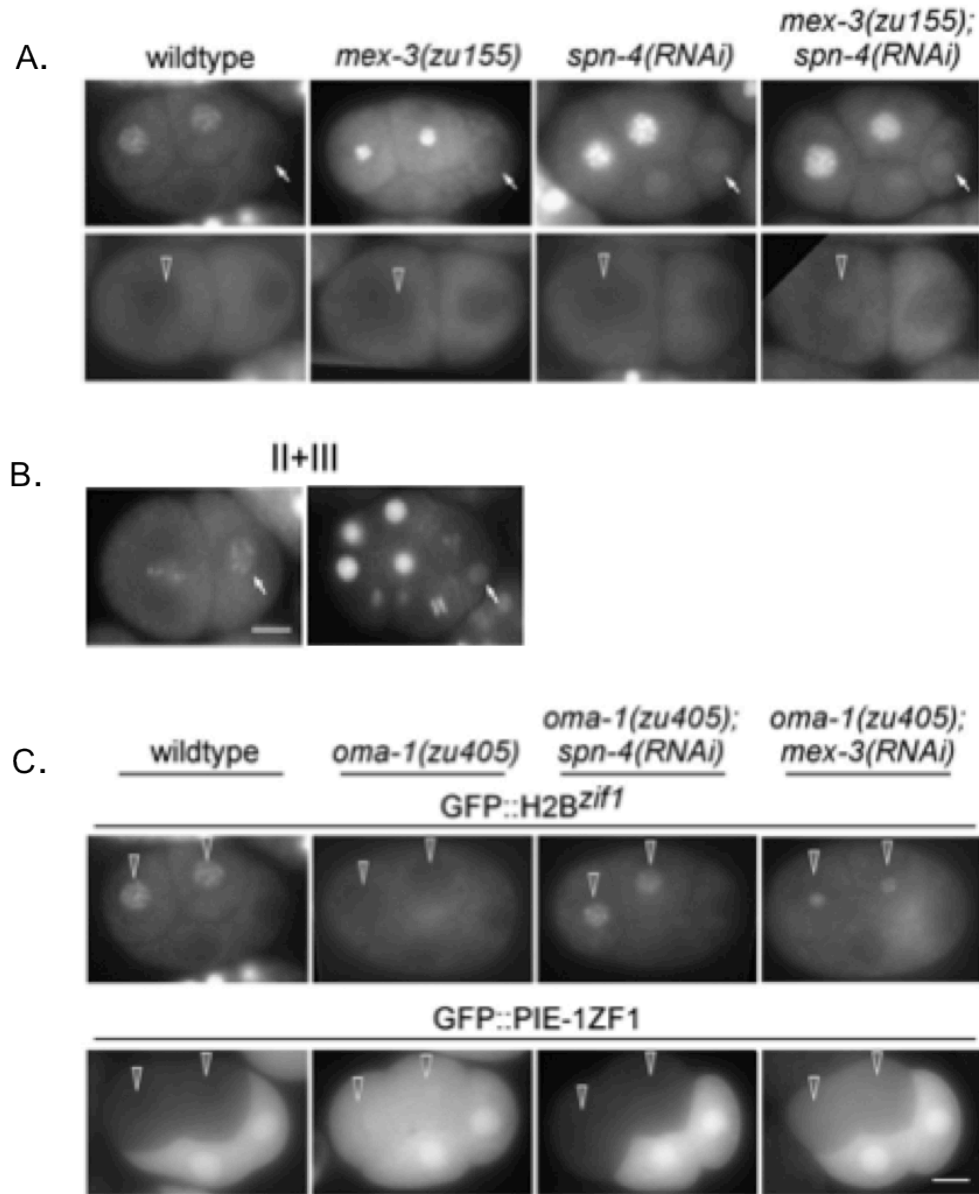 A.
wildtype mex-3(zu155) spn-4(RNAi) mex-3(zu155);
spn-4(RNAi)
B.
II+III
C.
wildtype oma-1(zu405) oma-1(zu405);
spn-4(RNAi) oma-1(zu405);
mex-3(RNAi)
GFP::H2Bzif1
GFP::PIE-1ZF1